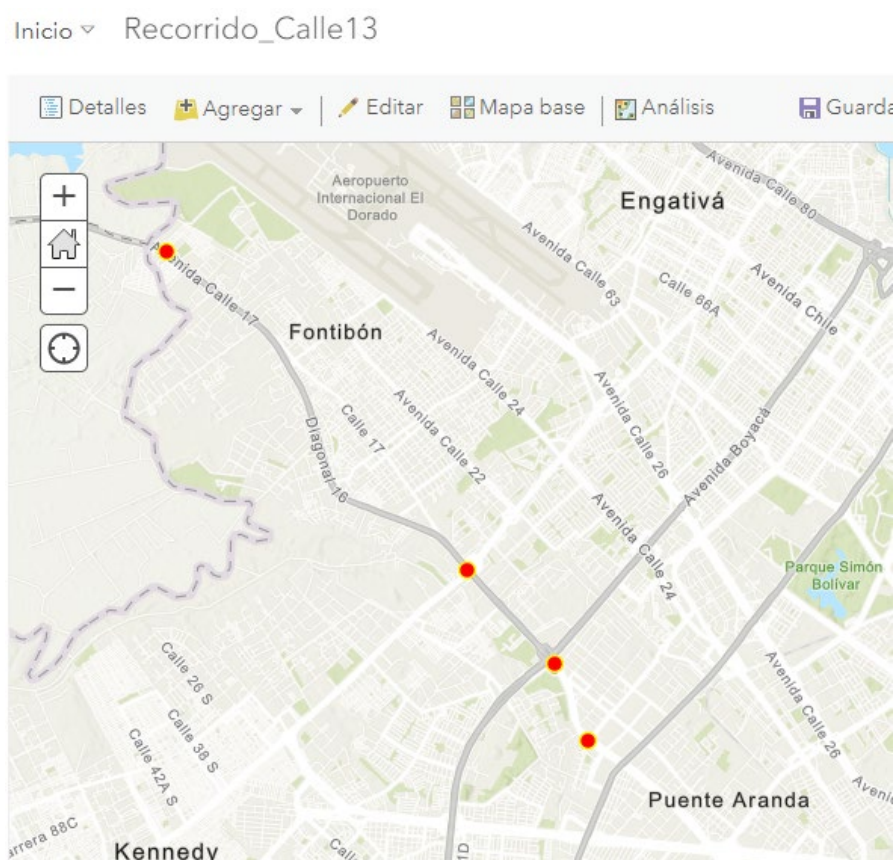 Inicio Recorrido_Calle13
Detalles Agregar Editar Mapa base Análisis Guarda
Avenida Calle 80
Aeropuerto
Internacional El
Dorado
Engativá
Avenida Calle 63
Calle 66A
Avenida Chile
Avenida Calle 17
Fontibón
Avenida Calle 24
Avenida Calle 26
Avenida Calle 22
Calle 17
Avenida Boyacá
Diagonal 16
Avenida Calle 24
Parque Simón
Bolívar
Calle 26 S
Avenida Calle 26
Calle 38 S
Calle 42A S
Puente Aranda
Kennedy